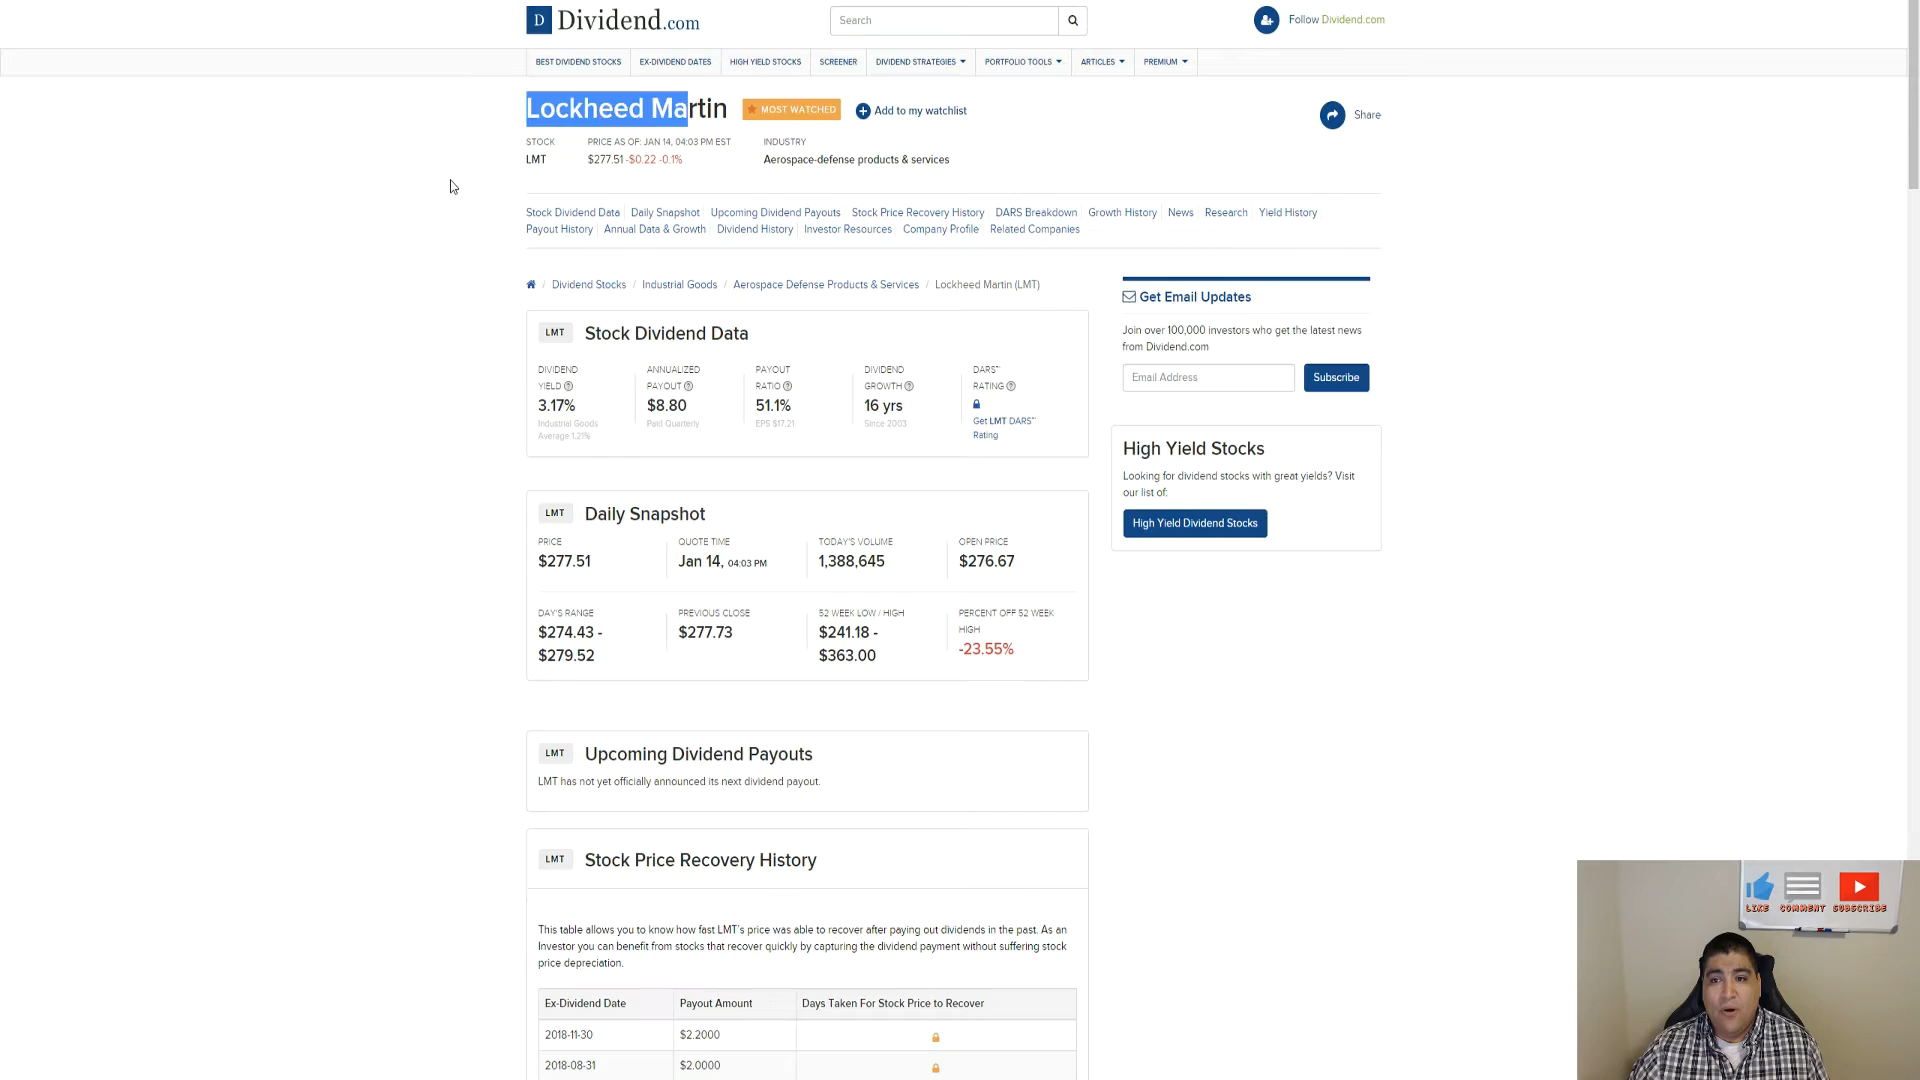 D Dividend.com
Search
Follow Dividend.com
BEST DIVIDEND STOCKS EX-DIVIDEND DATES HIGH YIELD STOCKS SCREENER DIVIDEND STRATEGIES PORTFOLIO TOOLS ARTICLES PREMIUM
Lockheed Martin MOST WATCHED Add to my watchlist Share
STOCK PRICE AS OF: JAN 14, 04:03 PM EST INDUSTRY
LMT $277.51 -$0.22 -0.1% Aerospace-defense products & services
Stock Dividend Data Daily Snapshot Upcoming Dividend Payouts Stock Price Recovery History DARS Breakdown Growth History News Research Yield History
Payout History Annual Data & Growth Dividend History Investor Resources Company Profile Related Companies
/ Dividend Stocks / Industrial Goods / Aerospace Defense Products & Services / Lockheed Martin (LMT)
LMT Stock Dividend Data
DIVIDEND ANNUALIZED PAYOUT DIVIDEND DARS™
YIELD PAYOUT RATIO GROWTH RATING
3.17% $8.80 51.1% 16 yrs
Industrial Goods Paid Quarterly EPS $17.21 Since 2003 Get LMT DARS™
Average 1.21% Rating
Get Email Updates
Join over 100,000 investors who get the latest news
from Dividend.com
Email Address Subscribe
High Yield Stocks
Looking for dividend stocks with great yields? Visit
our list of:
High Yield Dividend Stocks
LMT Daily Snapshot
PRICE QUOTE TIME TODAY'S VOLUME OPEN PRICE
$277.51 Jan 14, 04:03 PM 1,388,645 $276.67
DAY'S RANGE PREVIOUS CLOSE 52 WEEK LOW / HIGH PERCENT OFF 52 WEEK
HIGH
$274.43 - $277.73 $241.18 -
-23.55%
$279.52 $363.00
LMT Upcoming Dividend Payouts
LMT has not yet officially announced its next dividend payout.
LMT Stock Price Recovery History
This table allows you to know how fast LMT's price was able to recover after paying out dividends in the past. As an
Investor you can benefit from stocks that recover quickly by capturing the dividend payment without suffering stock
price depreciation.
Ex-Dividend Date Payout Amount Days Taken For Stock Price to Recover
2018-11-30 $2.2000
2018-08-31 $2.0000
LIKE COMMENT SUBSCRIBE